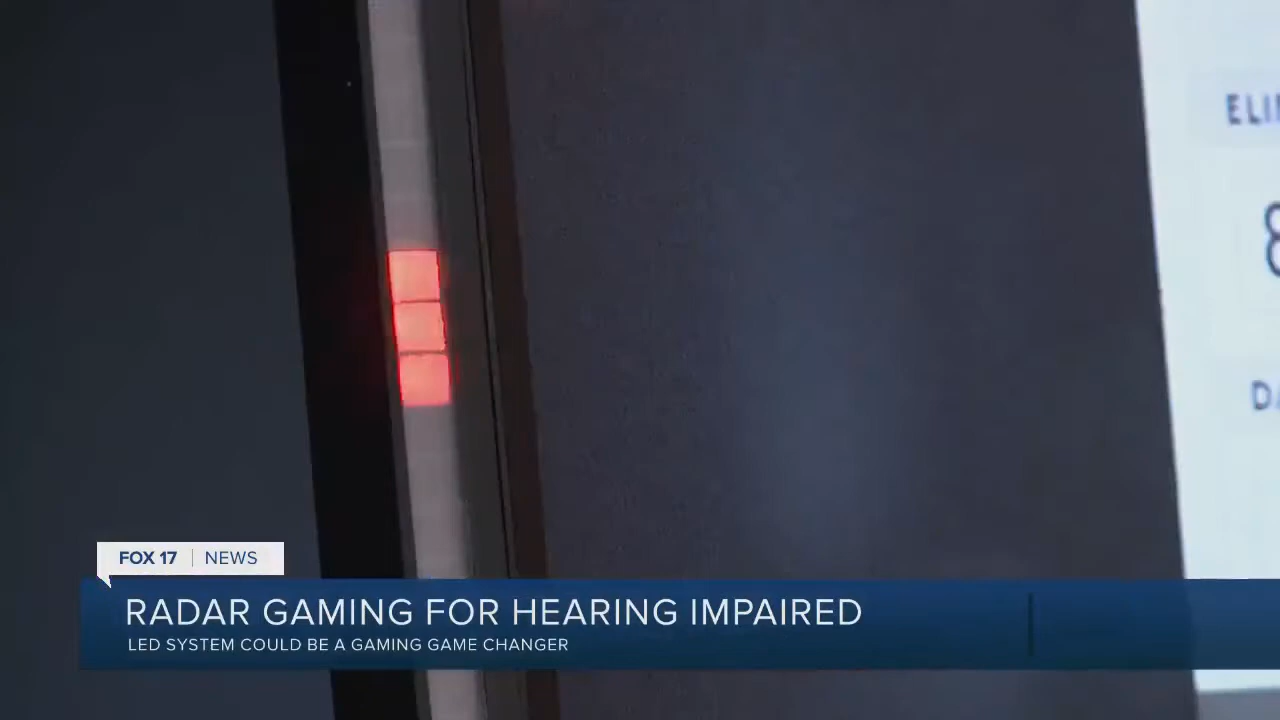 FOX 17 | NEWS
RADAR GAMING FOR HEARING IMPAIRED
LED SYSTEM COULD BE A GAMING GAME CHANGER